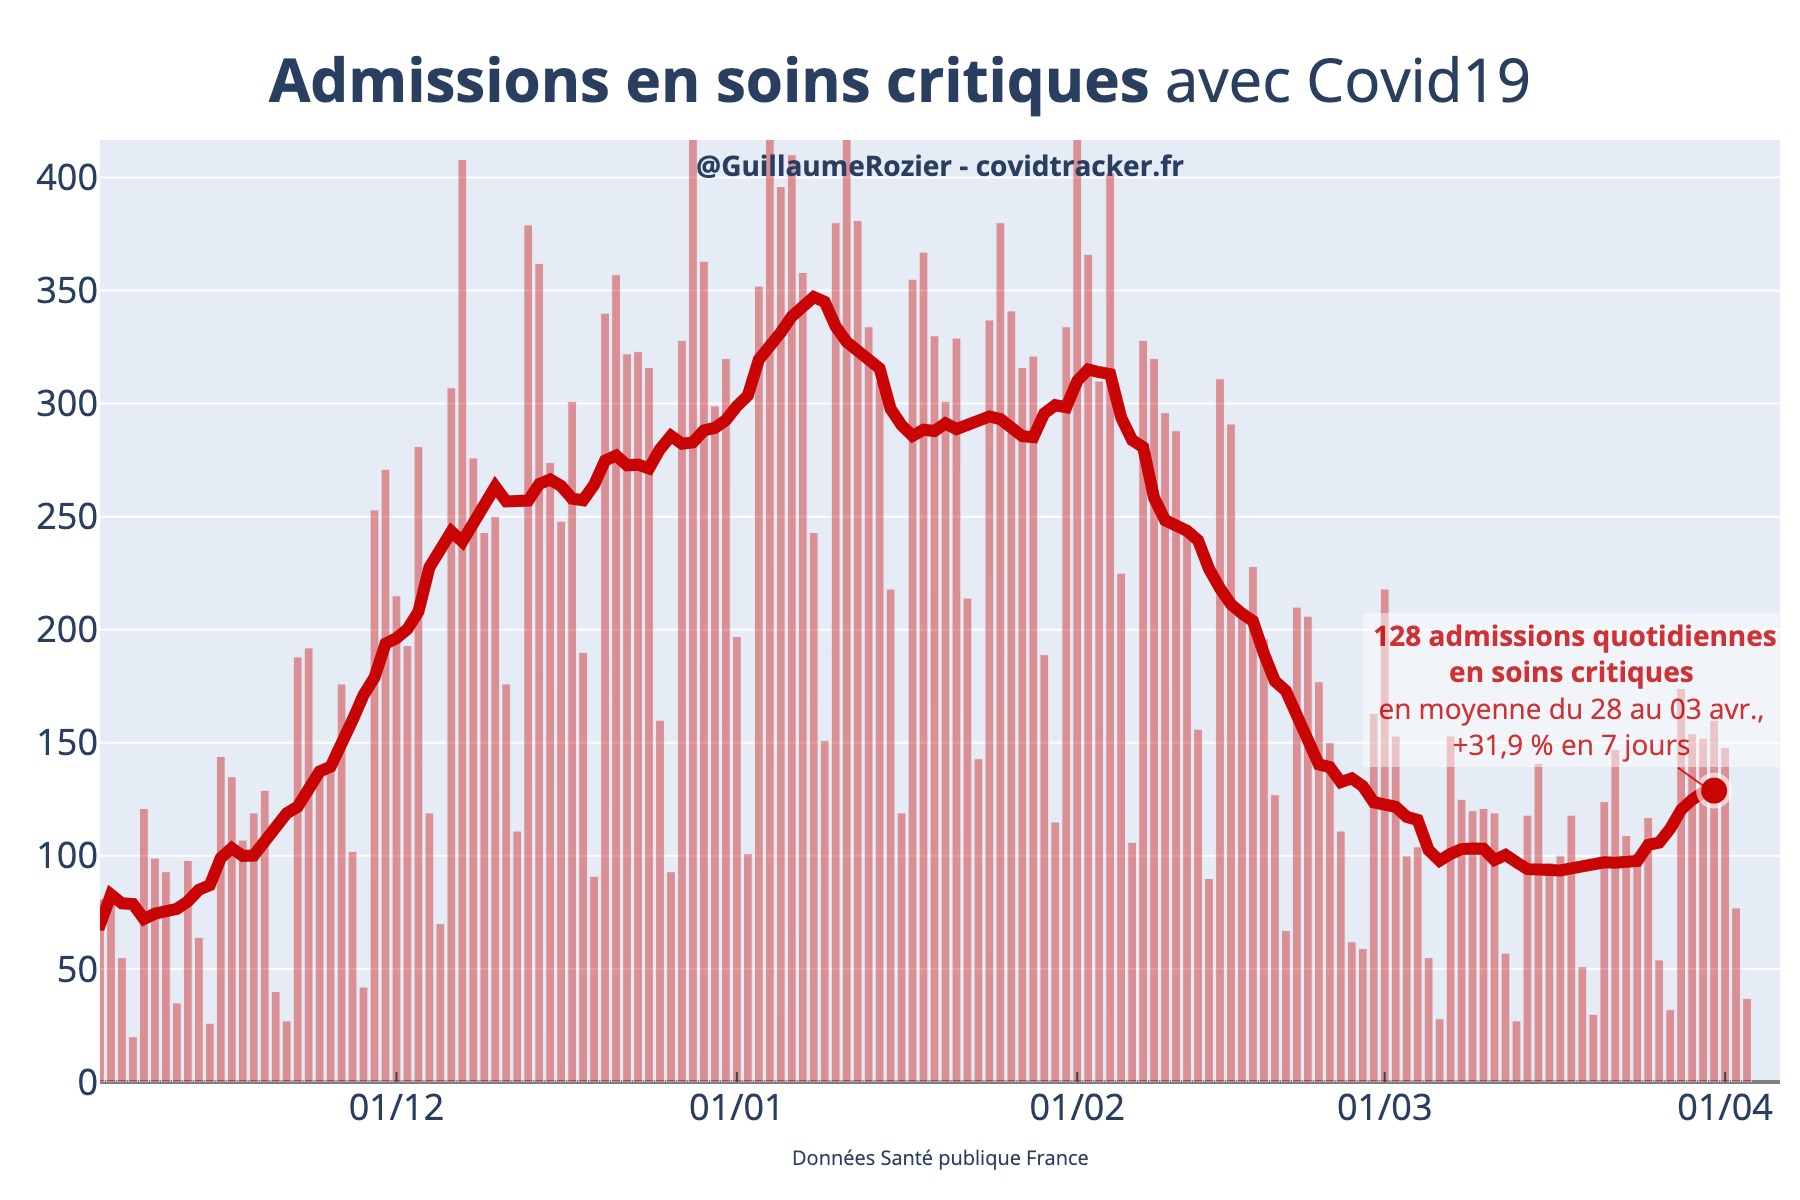 Admissions en soins critiques avec Covid19
@GuillaumeRozier - covidtracker.fr
400
350
300
250
200
150
100
50
0
128 admissions quotidiennes
en soins critiques
en moyenne du 28 au 03 avr.,
+31,9 % en 7 jours
01/12
01/01
01/02
01/03
01/04
Données Santé publique France